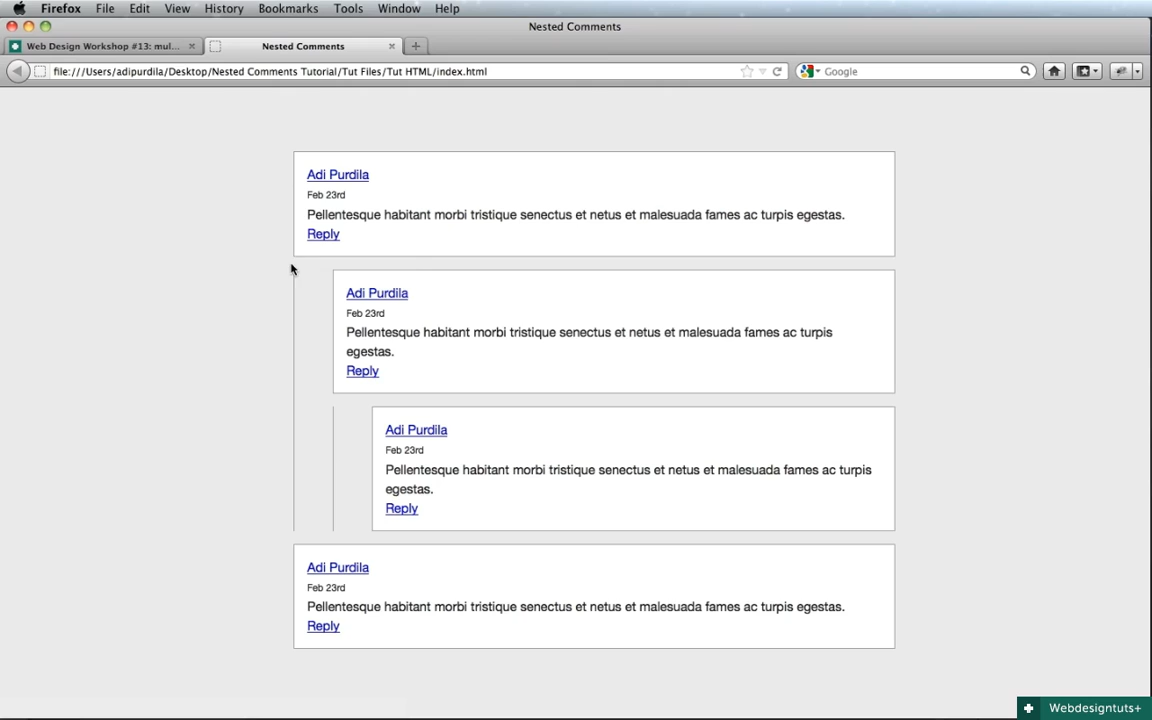 Firefox File Edit View History Bookmarks Tools Window Help
Nested Comments
Web Design Workshop #13: mul...
Nested Comments
file:///Users/adipurdila/Desktop/Nested Comments Tutorial/Tut Files/Tut HTML/index.html
Google
Adi Purdila
Feb 23rd
Pellentesque habitant morbi tristique senectus et netus et malesuada fames ac turpis egestas.
Reply
Adi Purdila
Feb 23rd
Pellentesque habitant morbi tristique senectus et netus et malesuada fames ac turpis
egestas.
Reply
Adi Purdila
Feb 23rd
Pellentesque habitant morbi tristique senectus et netus et malesuada fames ac turpis
egestas.
Reply
Adi Purdila
Feb 23rd
Pellentesque habitant morbi tristique senectus et netus et malesuada fames ac turpis egestas.
Reply
Webdesigntuts+